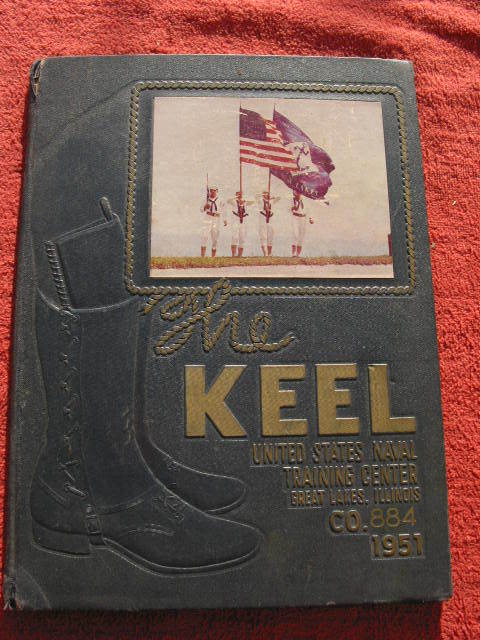 The
KEEL
UNITED STATES NAVAL
TRAINING CENTER
GREAT LAKES, ILLINOIS
CO. 884
1951